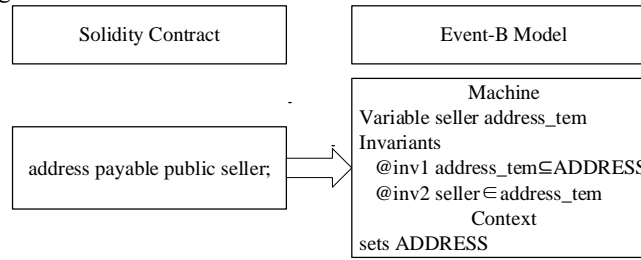 g
Solidity Contract
Event-B Model
address payable public seller;
Machine
Variable seller address_tem
Invariants
@inv1 address_tem⊆ADDRESS
@inv2 seller∈address_tem
Context
sets ADDRESS